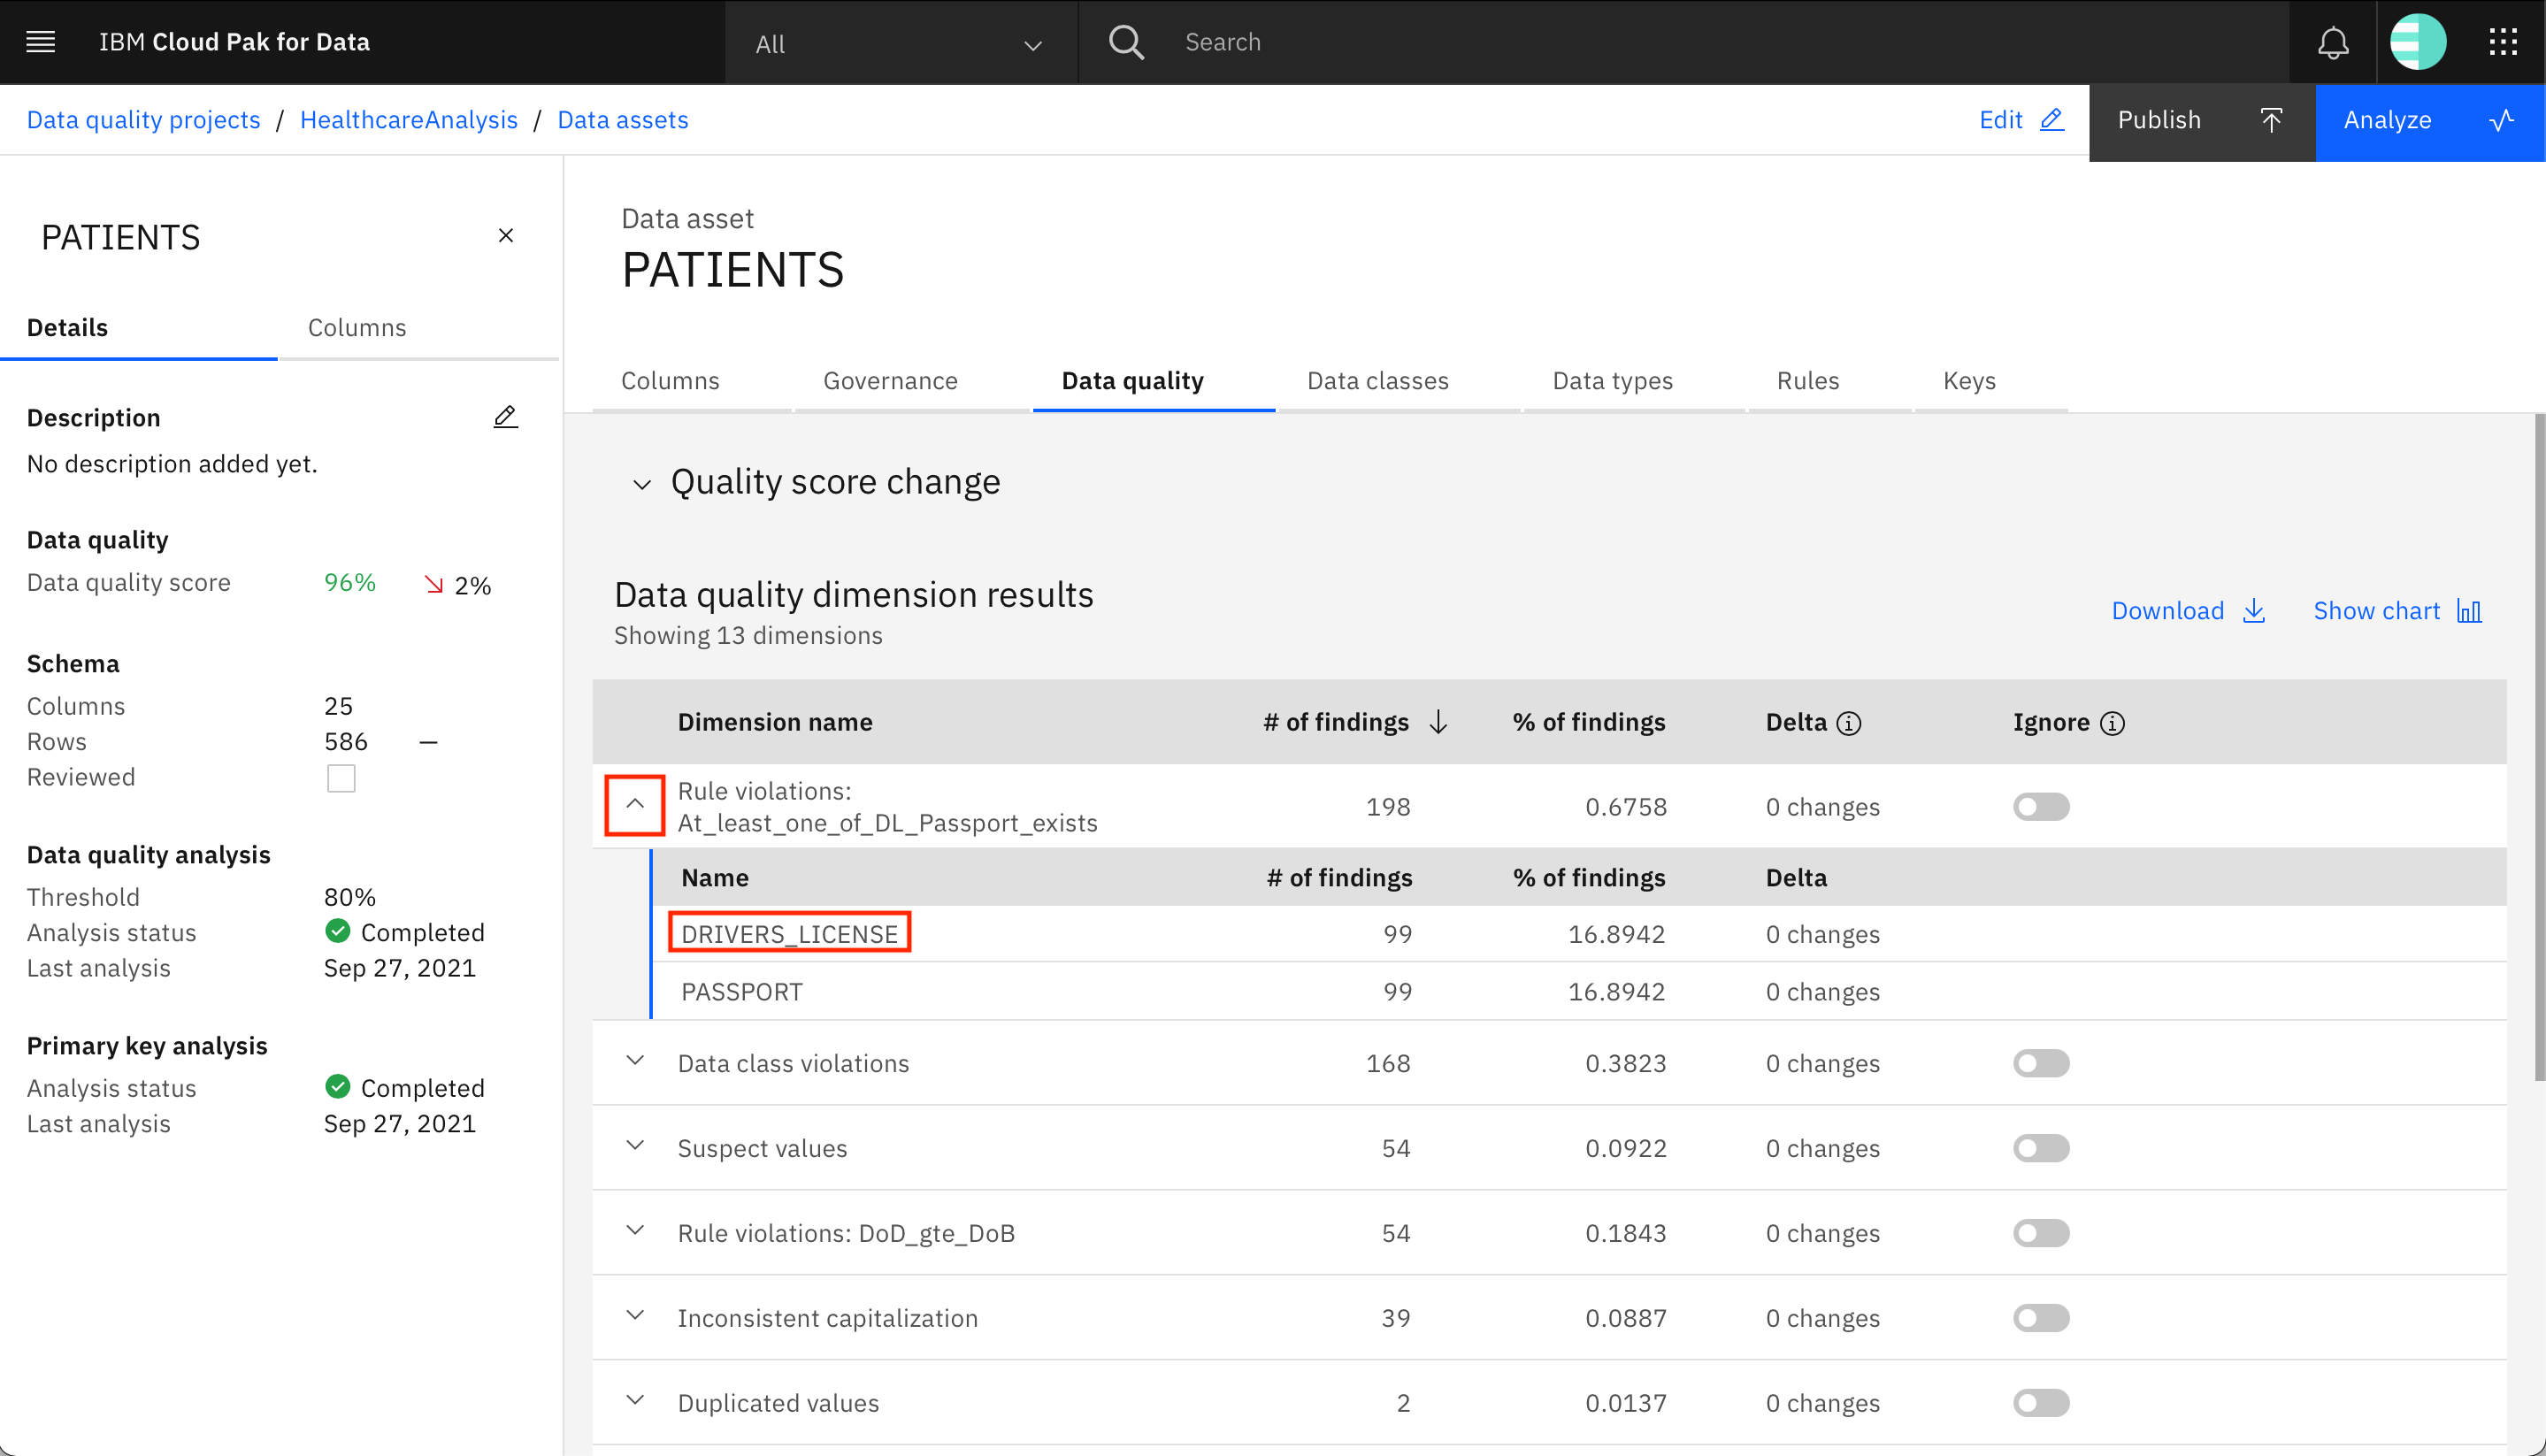 IBM Cloud Pak for Data
All
Search
Data quality projects / HealthcareAnalysis / Data assets
Edit
Publish
Analyze
PATIENTS
Details
Columns
Description
No description added yet.
Data quality
Data quality score 96% 2%
Schema
Columns 25
Rows 586 –
Reviewed
Data quality analysis
Threshold 80%
Analysis status Completed
Last analysis Sep 27, 2021
Primary key analysis
Analysis status Completed
Last analysis Sep 27, 2021
Data asset
PATIENTS
Columns Governance Data quality Data classes Data types Rules Keys
Quality score change
Data quality dimension results
Showing 13 dimensions
Download
Show chart
Dimension name # of findings % of findings Delta Ignore
Rule violations:
At_least_one_of_DL_Passport_exists 198 0.6758 0 changes
Name # of findings % of findings Delta
DRIVERS_LICENSE 99 16.8942 0 changes
PASSPORT 99 16.8942 0 changes
Data class violations 168 0.3823 0 changes
Suspect values 54 0.0922 0 changes
Rule violations: DoD_gte_DoB 54 0.1843 0 changes
Inconsistent capitalization 39 0.0887 0 changes
Duplicated values 2 0.0137 0 changes